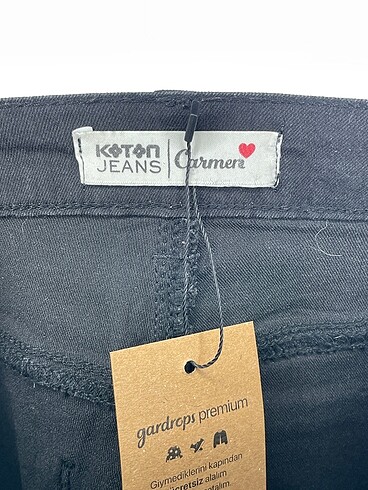 KOTON
JEANS
Carmen
gardrops premium
Giymediklerini kapından
ücretsiz alalım